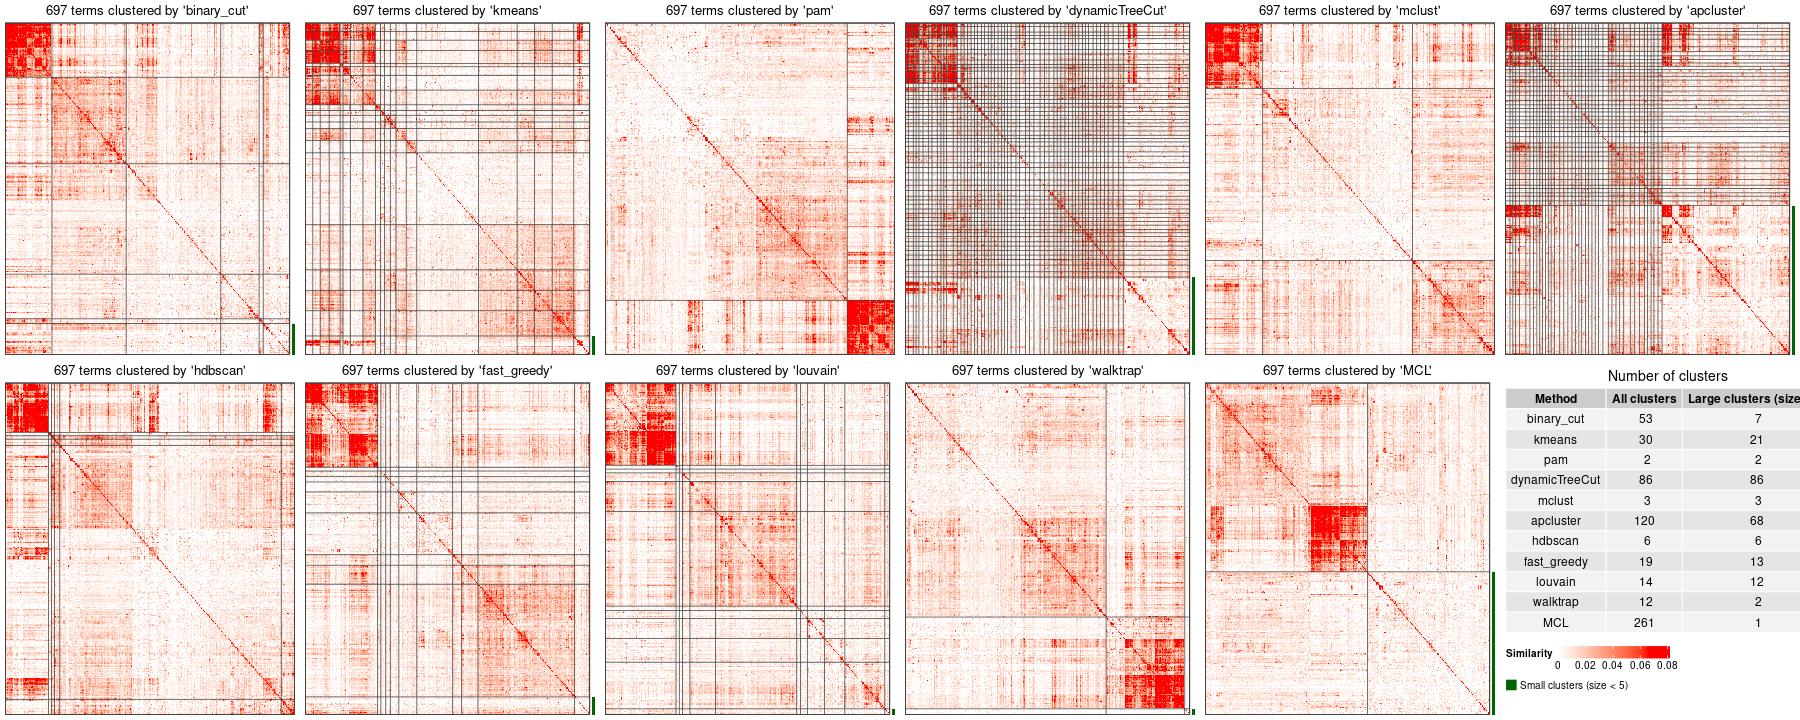 697 terms clustered by 'binary_cut'
697 terms clustered by 'kmeans'
697 terms clustered by 'pam'
697 terms clustered by 'dynamicTreeCut'
697 terms clustered by 'mclust'
697 terms clustered by 'apcluster'
697 terms clustered by 'hdbscan'
697 terms clustered by 'fast_greedy'
697 terms clustered by 'louvain'
697 terms clustered by 'walktrap'
697 terms clustered by 'MCL'
Number of clusters
Method All clusters Large clusters (size
binary_cut 53 7
kmeans 30 21
pam 2 2
dynamicTreeCut 86 86
mclust 3 3
apcluster 120 68
hdbscan 6 6
fast_greedy 19 13
louvain 14 12
walktrap 12 2
MCL 261 1
Similarity
0 0.02 0.04 0.06 0.08
Small clusters (size < 5)